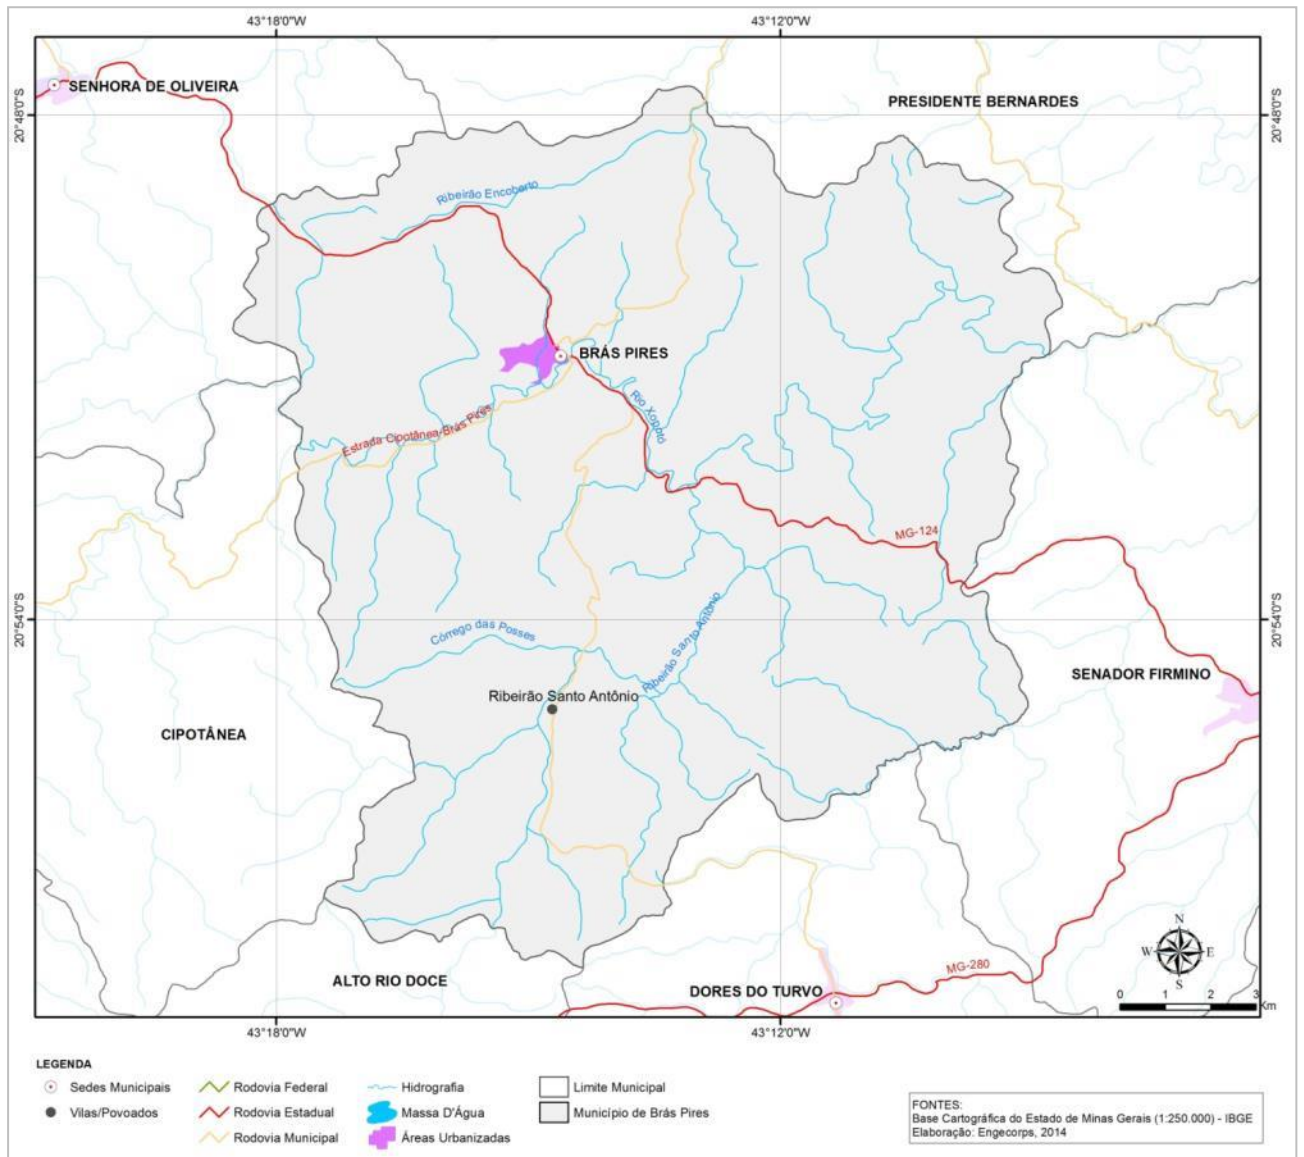 43°18'0"W
43°12'0"W
SENHORA DE OLIVEIRA
PRESIDENTE BERNARDES
20°48'0"S
20°48'0"S
Ribeirão Encoberto
BRÁS PIRES
Rio Xopotó
Estrada Cipotânea-Brás Pires
MG-124
20°54'0"S
20°54'0"S
Córrego das Posses
Ribeirão Santo Antônio
SENADOR FIRMINO
Ribeirão Santo Antônio
CIPOTÂNEA
N
W
E
S
MG-280
ALTO RIO DOCE
DORES DO TURVO
0 1 2 3
Km
43°18'0"W
43°12'0"W
LEGENDA
Sedes Municipais
Rodovia Federal
Hidrografia
Limite Municipal
Vilas/Povoados
Rodovia Estadual
Massa D'Água
Município de Brás Pires
Rodovia Municipal
Áreas Urbanizadas
FONTES:
Base Cartográfica do Estado de Minas Gerais (1:250.000) - IBGE
Elaboração: Engecorps, 2014